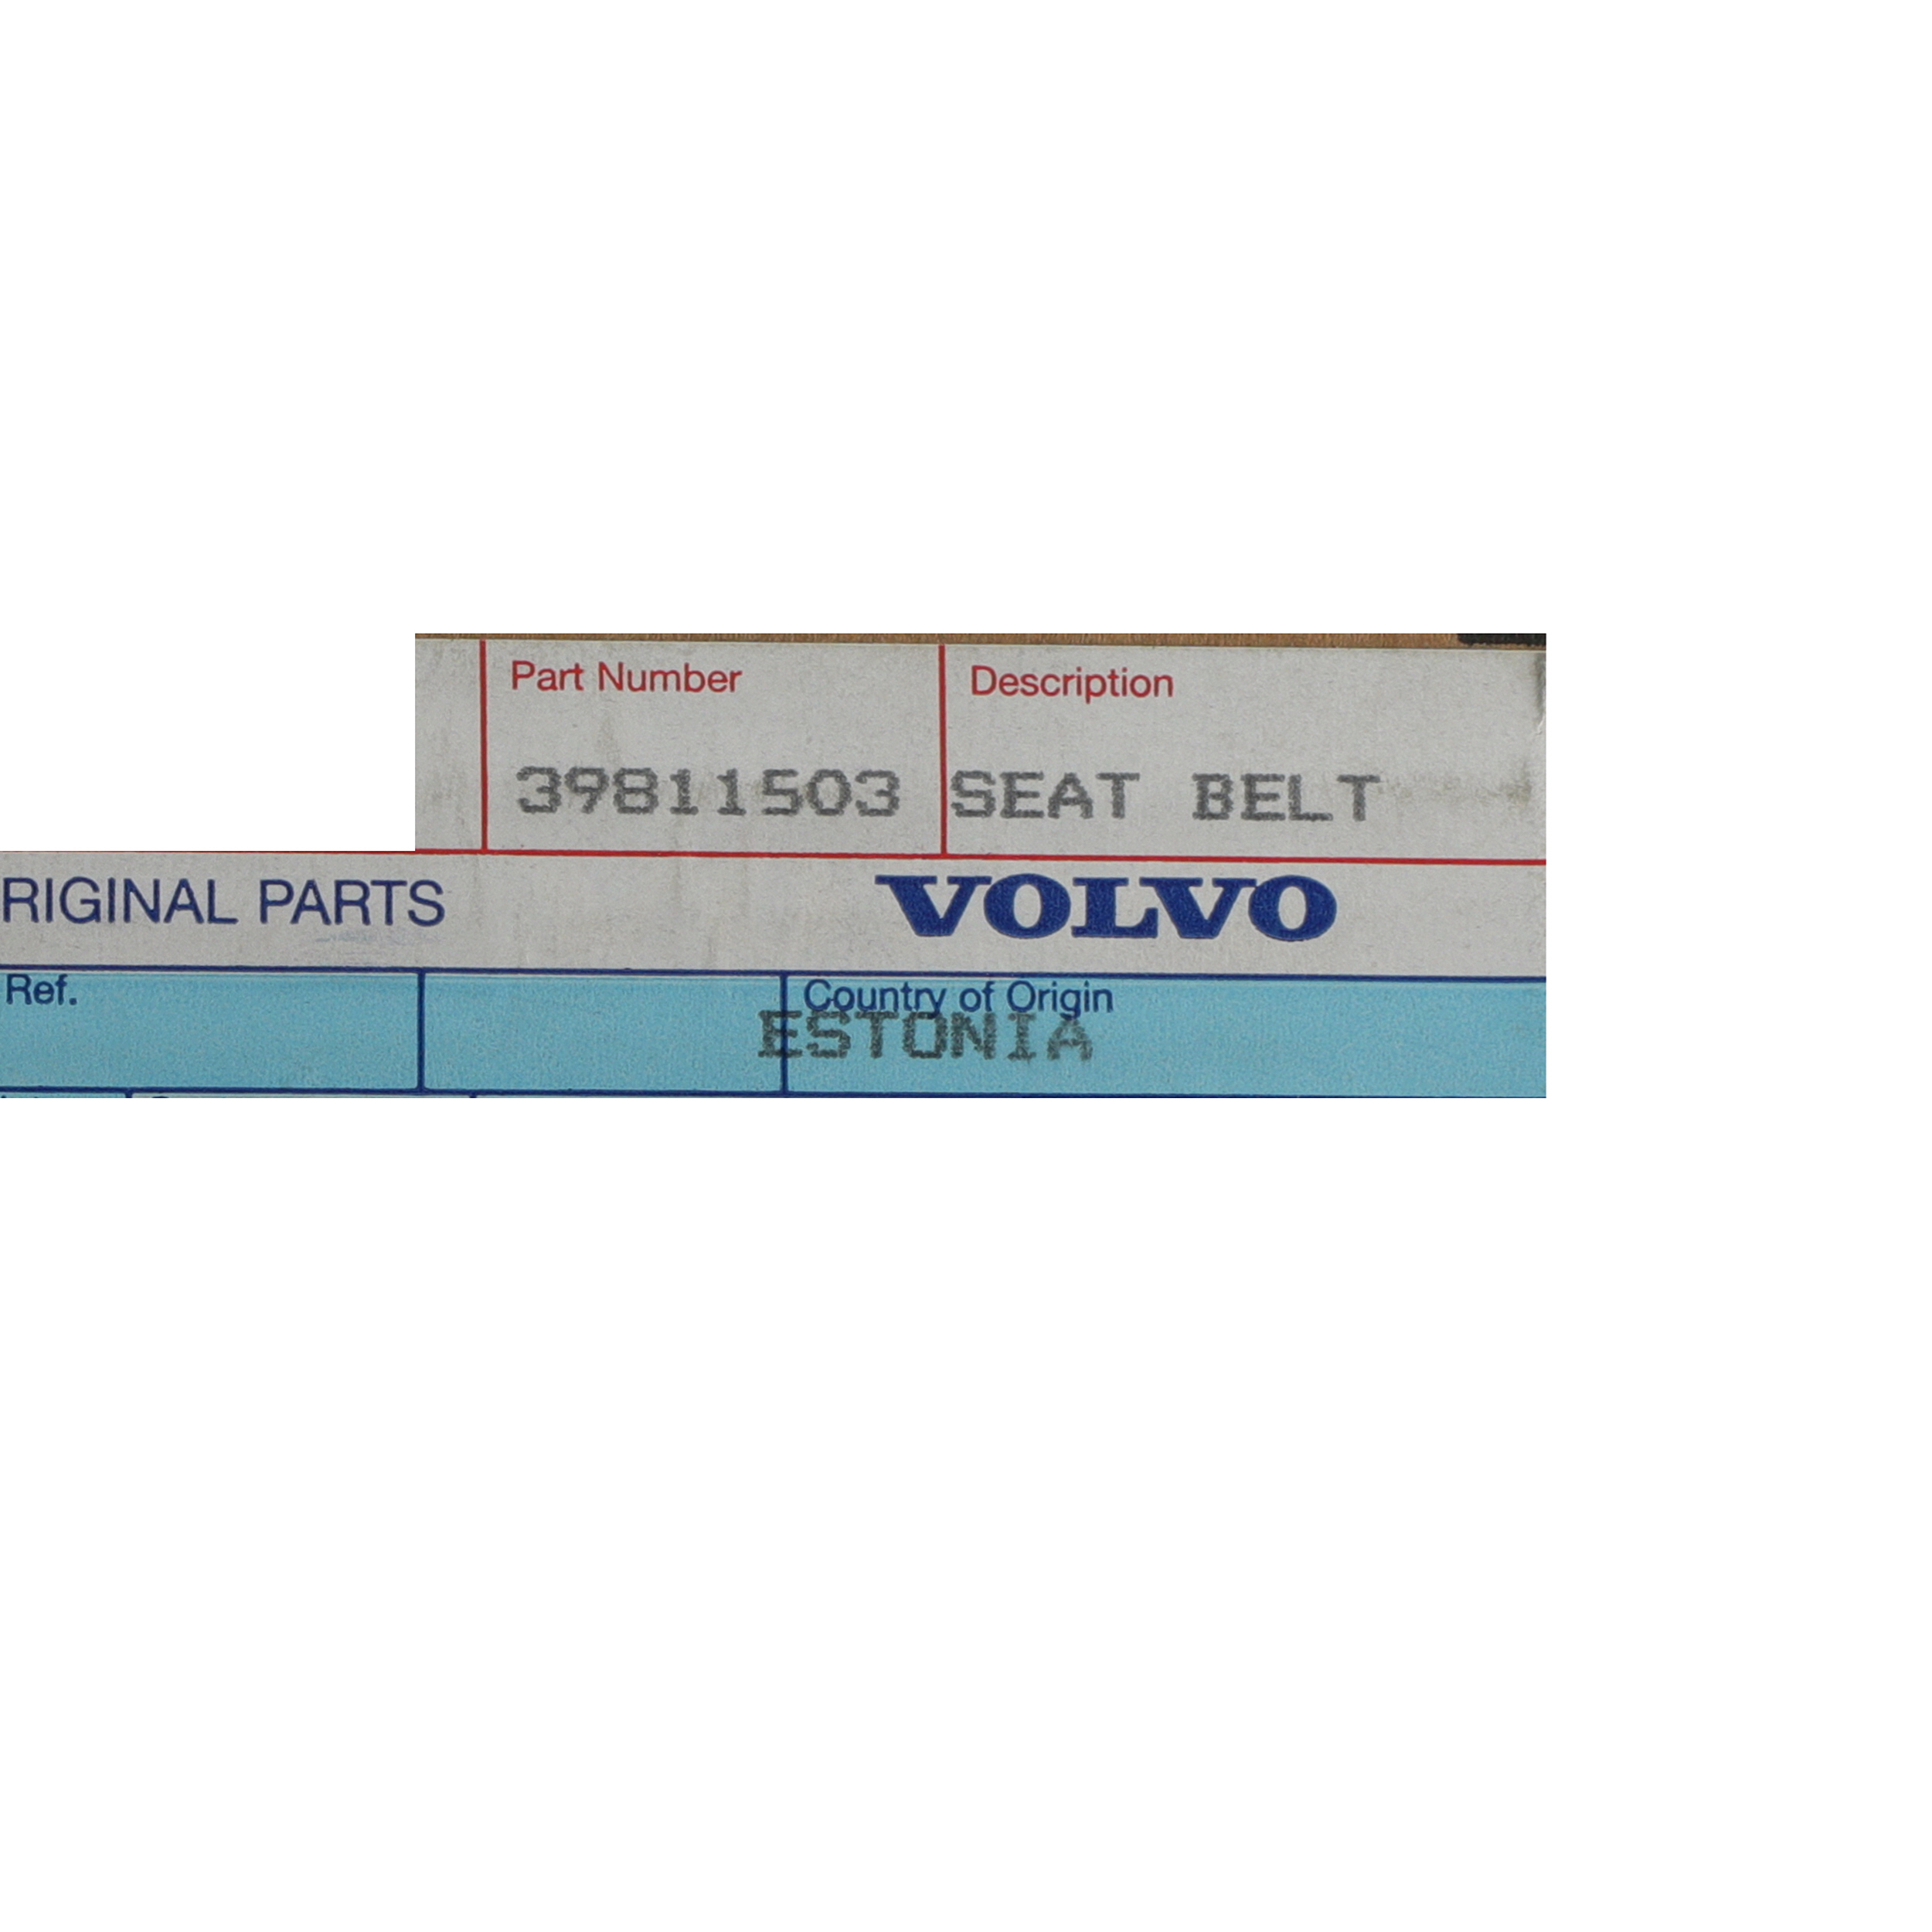 Part Number Description
39811503 SEAT BELT
RIGINAL PARTS VOLVO
Ref. Country of Origin
ESTONIA